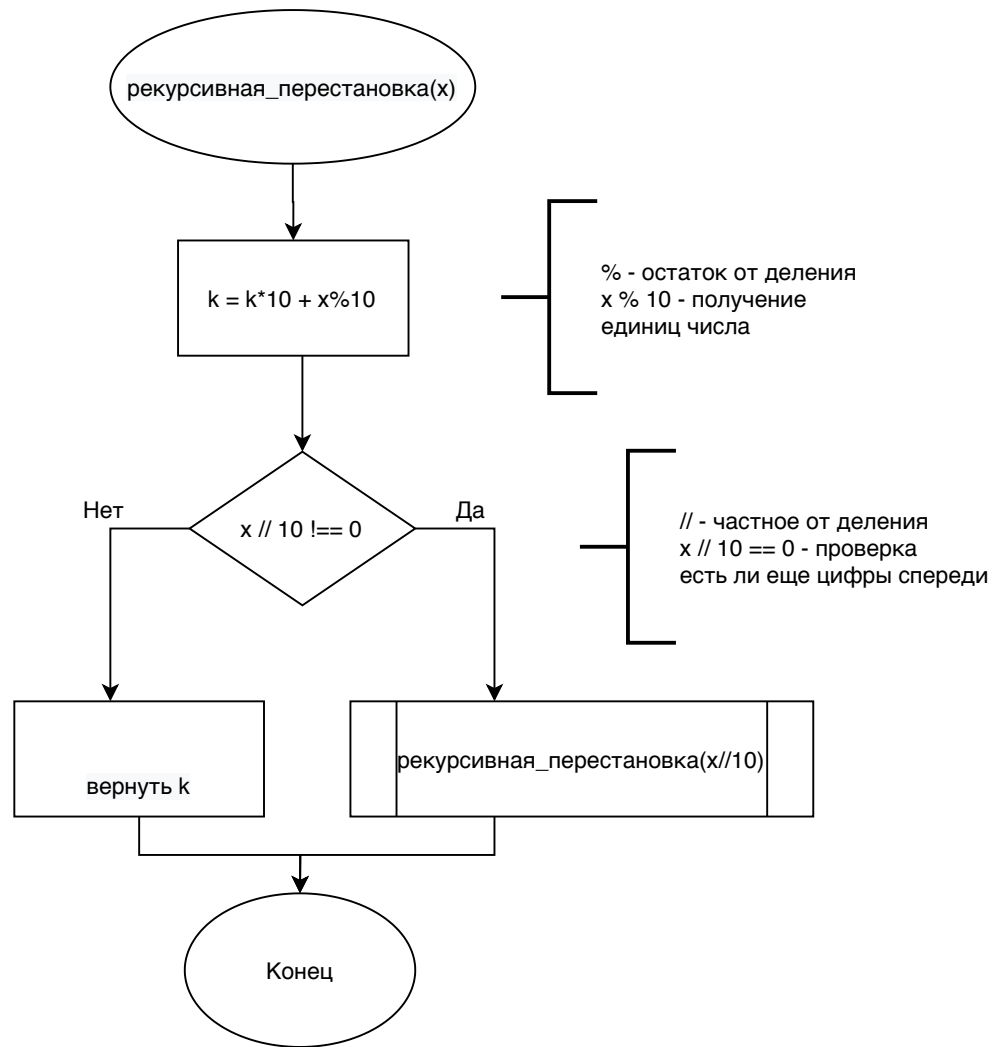 рекурсивная_перестановка(x)
k = k*10 + x%10
% - остаток от деления
x % 10 - получение
единиц числа
Нет
x // 10 !== 0
Да
// - частное от деления
x // 10 == 0 - проверка
есть ли еще цифры спереди
вернуть k
рекурсивная_перестановка(x//10)
Конец